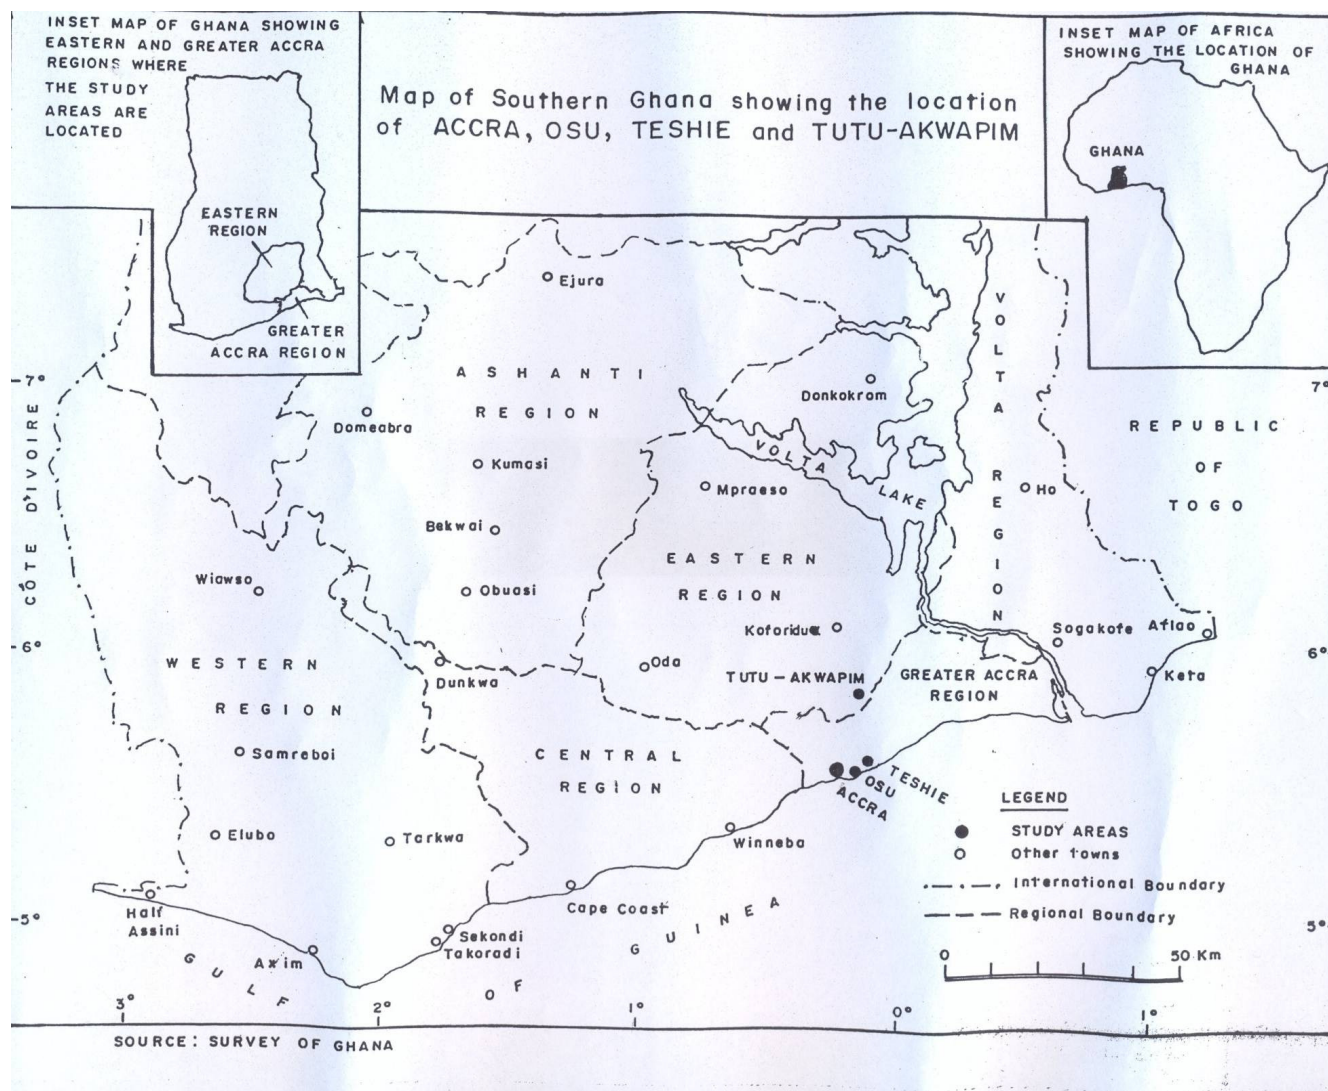 INSET MAP OF GHANA SHOWING
EASTERN AND GREATER ACCRA
REGIONS WHERE
THE STUDY
AREAS ARE
LOCATED
EASTERN
REGION
GREATER
ACCRA REGION
Map of Southern Ghana showing the location
of ACCRA, OSU, TESHIE and TUTU-AKWAPIM
INSET MAP OF AFRICA
SHOWING THE LOCATION OF
GHANA
GHANA
Ejura
ASHANTI
REGION
Domeabra
Kumasi
Bekwai
Obuasi
Donkokrom
VOLTA
LAKE
Mpraeso
EASTERN
REGION
Koforidua
Oda
TUTU-AKWAPIM
VOLTA REGION
Ho
REPUBLIC
OF
TOGO
Sogakofe
Aflao
Keta
GREATER ACCRA
REGION
CÔTE D'IVOIRE
Wiawso
WESTERN
REGION
Dunkwa
Samreboi
Elubo
Tarkwa
CENTRAL
REGION
TESHIE
OSU
ACCRA
Winneba
Cape Coast
Half
Assini
Axim
Sekondi
Takoradi
GULF OF GUINEA
LEGEND
STUDY AREAS
Other towns
International Boundary
Regional Boundary
0 50 Km
7°
6°
5°
7°
6°
5°
3° 2° 1° 0° 1°
SOURCE: SURVEY OF GHANA